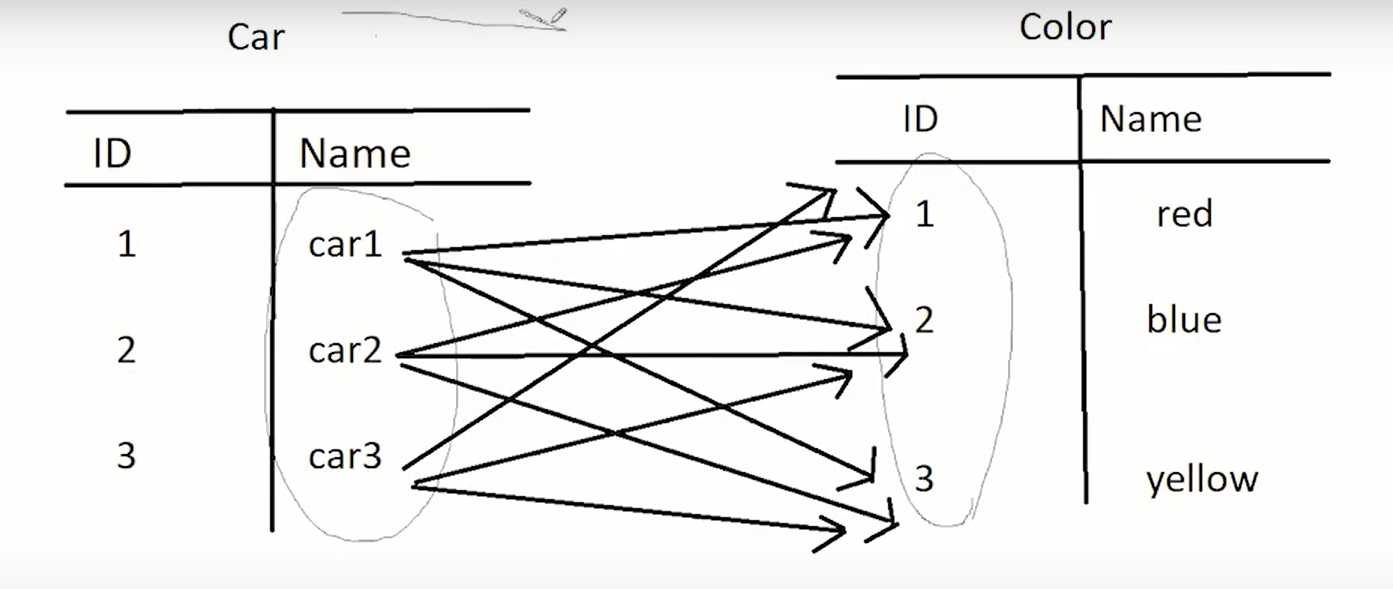 Car
ID Name
1 car1
2 car2
3 car3
Color
ID Name
1 red
2 blue
3 yellow